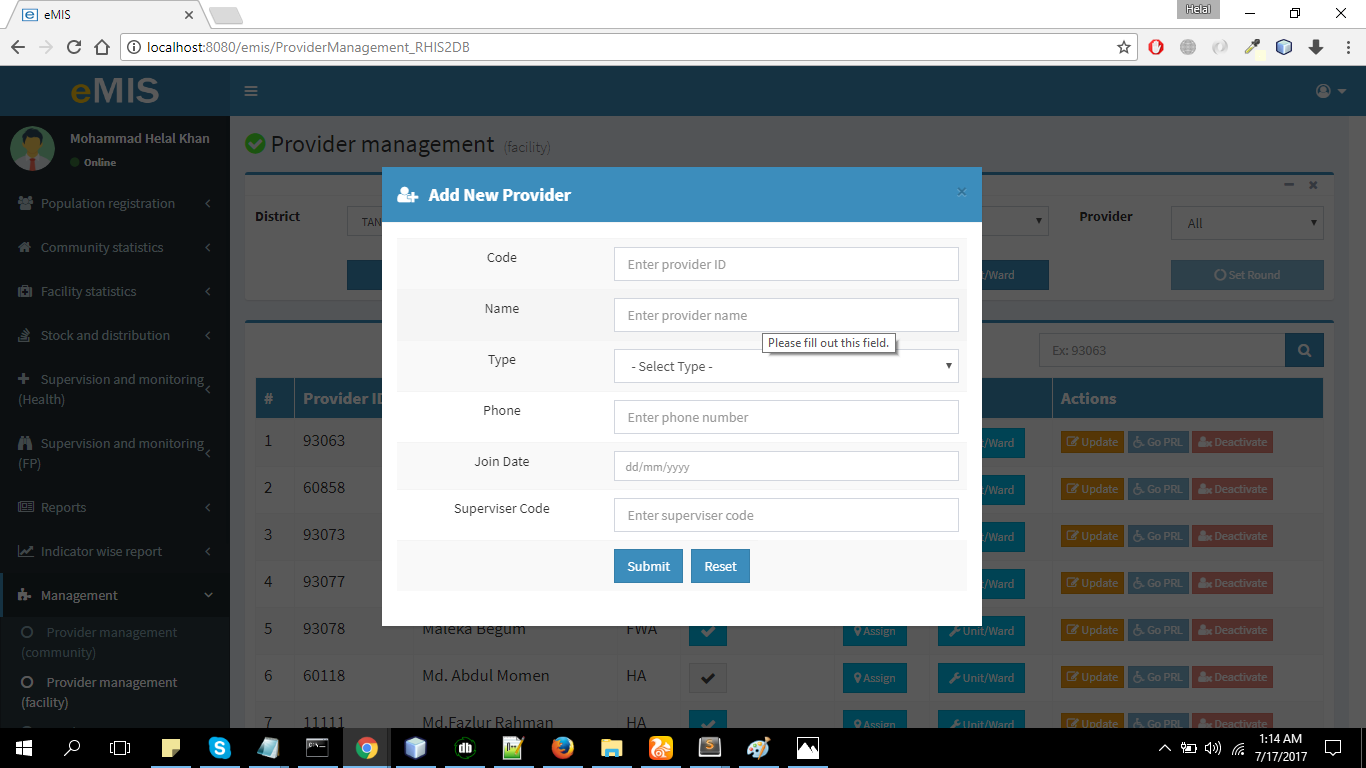 eMIS
Helal
localhost:8080/emis/ProviderManagement_RHIS2DB
eMIS
Mohammad Helal Khan
Online
Population registration
Community statistics
Facility statistics
Stock and distribution
Supervision and monitoring
(Health)
Supervision and monitoring
(FP)
Reports
Indicator wise report
Management
Provider management
(community)
Provider management
(facility)
Provider management (facility)
District
TAN
Provider
All
t/Ward
Set Round
Add New Provider
×
Code
Enter provider ID
Name
Enter provider name
Please fill out this field.
Type
- Select Type -
Phone
Enter phone number
Join Date
dd/mm/yyyy
Superviser Code
Enter superviser code
Submit Reset
Ex: 93063
# Provider ID Actions
1 93063 t/Ward Update Go PRL Deactivate
2 60858 t/Ward Update Go PRL Deactivate
3 93073 t/Ward Update Go PRL Deactivate
4 93077 t/Ward Update Go PRL Deactivate
5 93078 Maleka Begum FWA Assign Unit/Ward Update Go PRL Deactivate
6 60118 Md. Abdul Momen HA Assign Unit/Ward Update Go PRL Deactivate
7 11111 Md.Fazlur Rahman HA Assign Unit/Ward Update Go PRL Deactivate
1:14 AM
7/17/2017